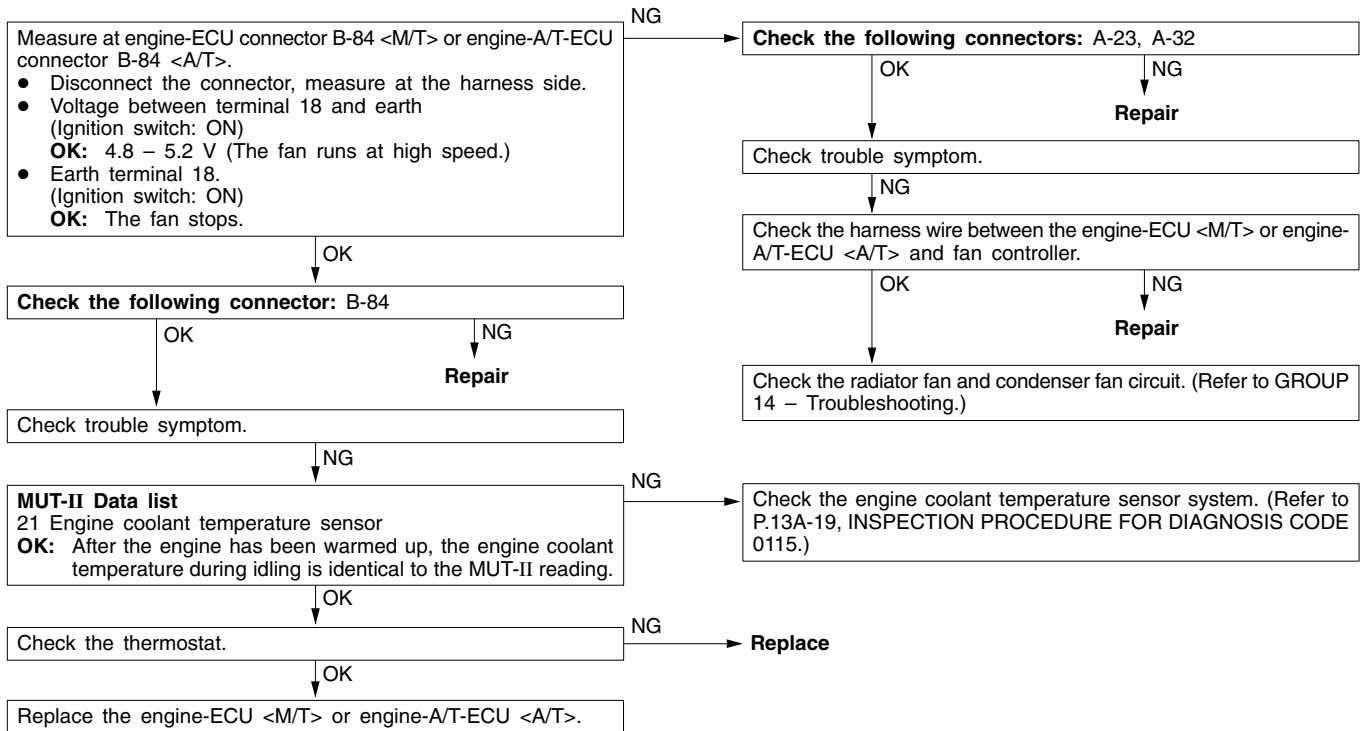 Measure at engine-ECU connector B-84 <M/T> or engine-A/T-ECU
connector B-84 <A/T>.
● Disconnect the connector, measure at the harness side.
● Voltage between terminal 18 and earth
(Ignition switch: ON)
OK: 4.8 – 5.2 V (The fan runs at high speed.)
● Earth terminal 18.
(Ignition switch: ON)
OK: The fan stops.
NG
OK
Check the following connector: B-84
OK
NG
Repair
Check trouble symptom.
NG
MUT-II Data list
21 Engine coolant temperature sensor
OK: After the engine has been warmed up, the engine coolant
temperature during idling is identical to the MUT-II reading.
NG
Check the engine coolant temperature sensor system. (Refer to
P.13A-19, INSPECTION PROCEDURE FOR DIAGNOSIS CODE
0115.)
OK
Check the thermostat.
NG
Replace
OK
Replace the engine-ECU <M/T> or engine-A/T-ECU <A/T>.
Check the following connectors: A-23, A-32
OK
NG
Repair
Check trouble symptom.
NG
Check the harness wire between the engine-ECU <M/T> or engine-
A/T-ECU <A/T> and fan controller.
OK
NG
Repair
Check the radiator fan and condenser fan circuit. (Refer to GROUP
14 – Troubleshooting.)